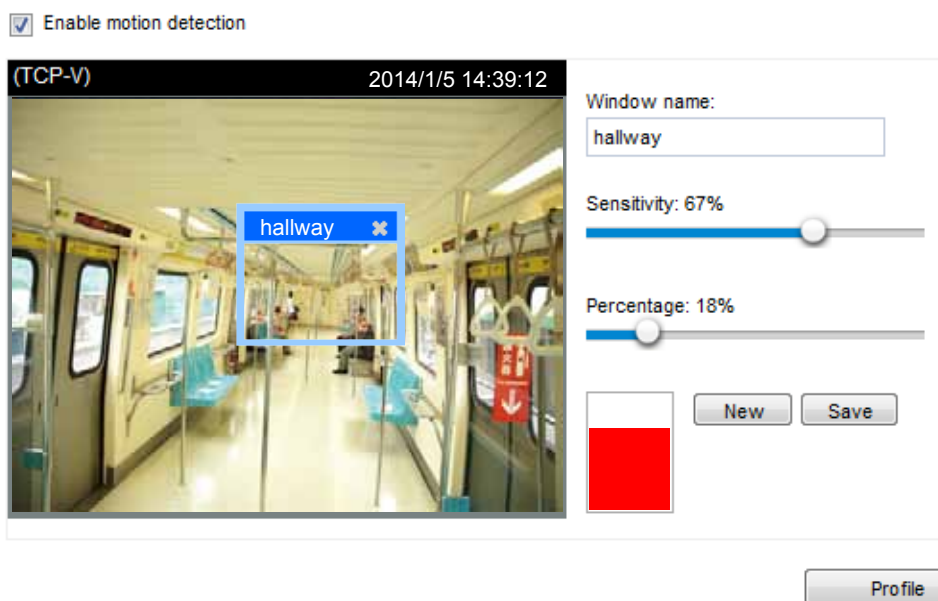 Enable motion detection
(TCP-V) 2014/1/5 14:39:12
Window name:
hallway
hallway
Sensitivity: 67%
Percentage: 18%
New Save
Profile